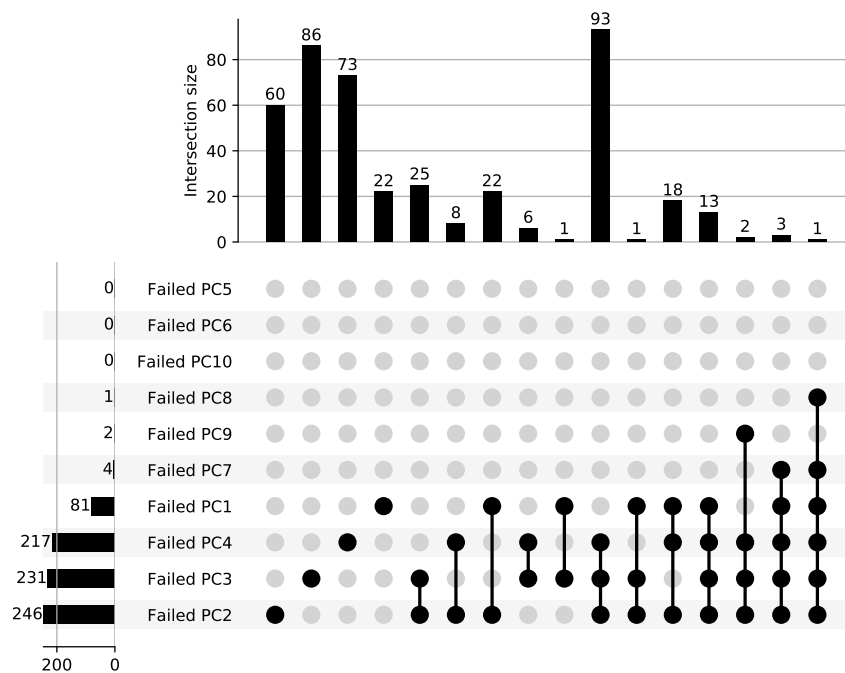 93
86
80
73
60
60
Intersection size
40
22
25
22
18
20
8
6
13
1
1
2
3
1
0
0 Failed PC5
0 Failed PC6
0 Failed PC10
1 Failed PC8
2 Failed PC9
4 Failed PC7
81 Failed PC1
217 Failed PC4
231 Failed PC3
246 Failed PC2
200 0